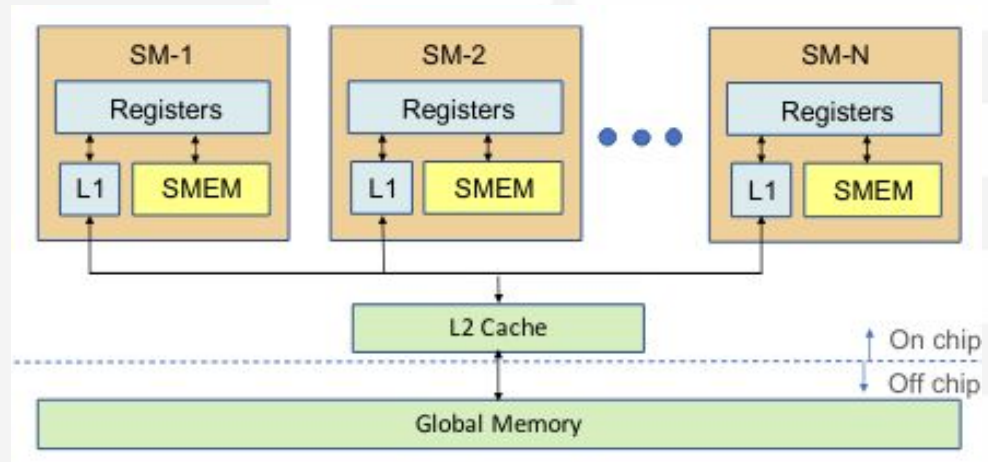 SM-1
SM-2
SM-N
Registers
Registers
Registers
L1
SMEM
L1
SMEM
L1
SMEM
L2 Cache
On chip
Off chip
Global Memory